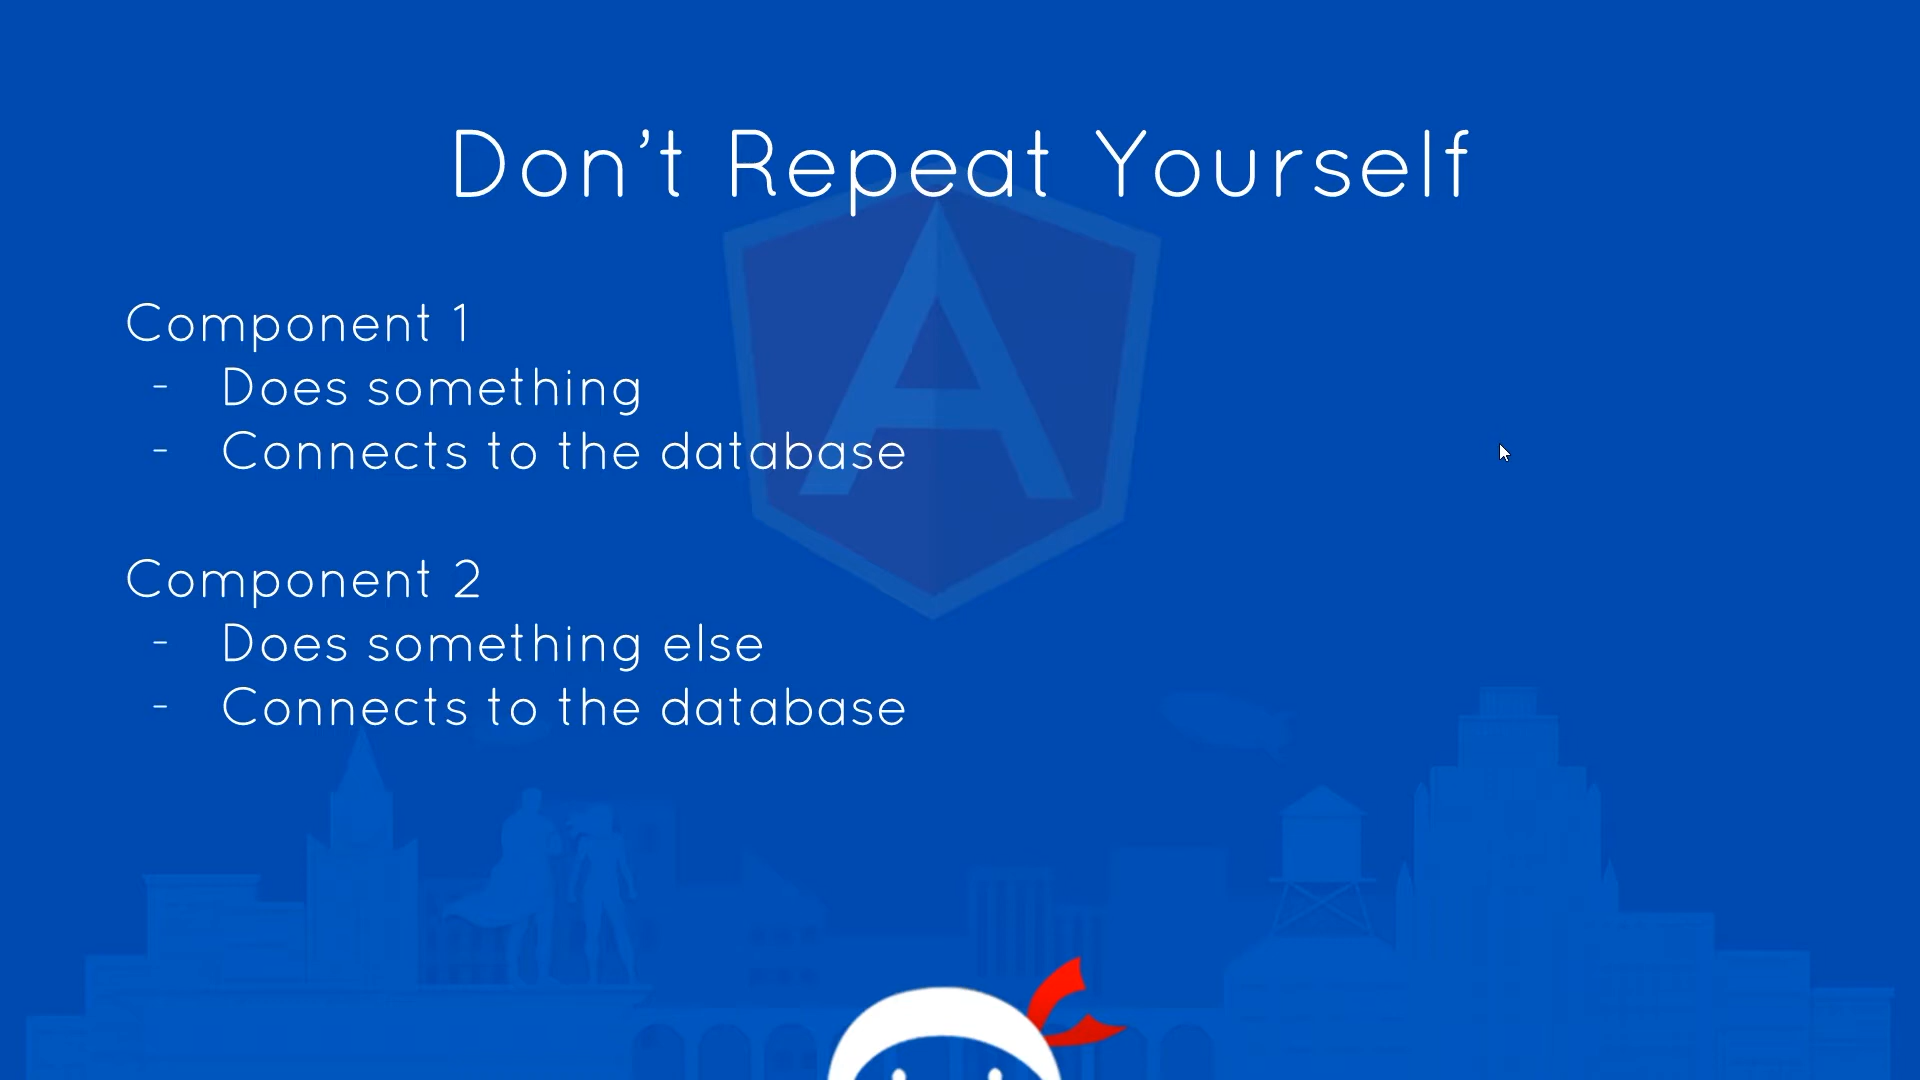 Don’t Repeat Yourself
Component 1
- Does something
- Connects to the database
Component 2
- Does something else
- Connects to the database